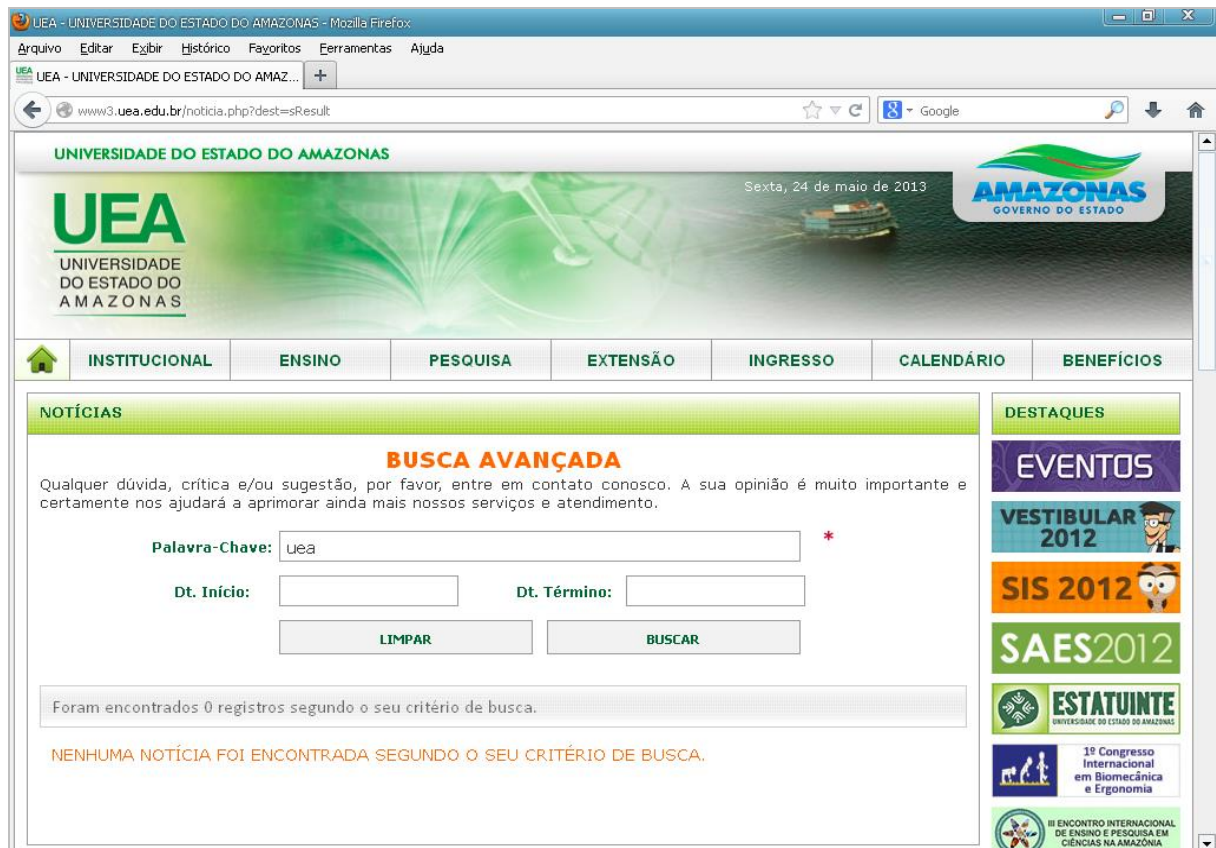 UEA - UNIVERSIDADE DO ESTADO DO AMAZONAS - Mozilla Firefox
Arquivo Editar Exibir Histórico Favoritos Ferramentas Ajuda
UEA UEA - UNIVERSIDADE DO ESTADO DO AMAZ... +
www3.uea.edu.br/noticia.php?dest=sResult
Google
UNIVERSIDADE DO ESTADO DO AMAZONAS
Sexta, 24 de maio de 2013
AMAZONAS
GOVERNO DO ESTADO
UEA
UNIVERSIDADE
DO ESTADO DO
AMAZONAS
INSTITUCIONAL ENSINO PESQUISA EXTENSÃO INGRESSO CALENDÁRIO BENEFÍCIOS
NOTÍCIAS
BUSCA AVANÇADA
Qualquer dúvida, crítica e/ou sugestão, por favor, entre em contato conosco. A sua opinião é muito importante e
certamente nos ajudará a aprimorar ainda mais nossos serviços e atendimento.
Palavra-Chave: uea *
Dt. Início: Dt. Término:
LIMPAR BUSCAR
Foram encontrados 0 registros segundo o seu critério de busca.
NENHUMA NOTÍCIA FOI ENCONTRADA SEGUNDO O SEU CRITÉRIO DE BUSCA.
DESTAQUES
EVENTOS
VESTIBULAR
2012
SIS 2012
SAES2012
ESTATUINTE
UNIVERSIDADE DO ESTADO DO AMAZONAS
1º Congresso
Internacional
em Biomecânica
e Ergonomia
III ENCONTRO INTERNACIONAL
DE ENSINO E PESQUISA EM
CIÊNCIAS NA AMAZÔNIA